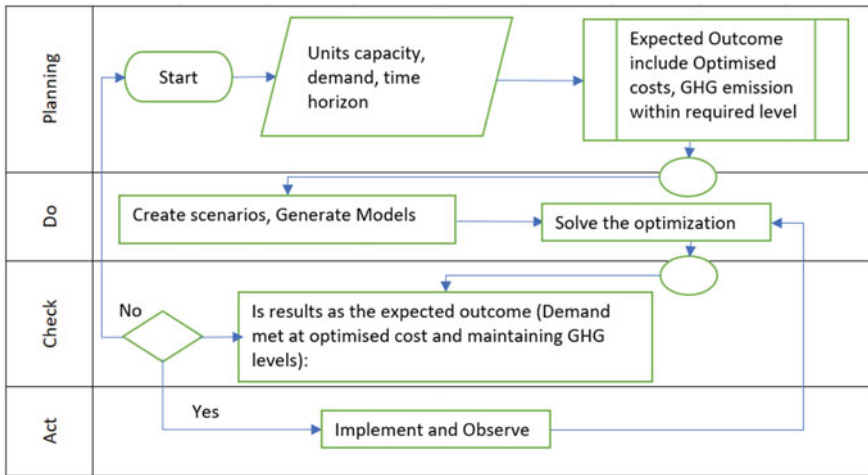 Planning
Start
Units capacity,
demand, time
horizon
Expected Outcome
include Optimised
costs, GHG emission
within required level
Do
Create scenarios, Generate Models
Solve the optimization
Check
No
Is results as the expected outcome (Demand
met at optimised cost and maintaining GHG
levels):
Act
Yes
Implement and Observe